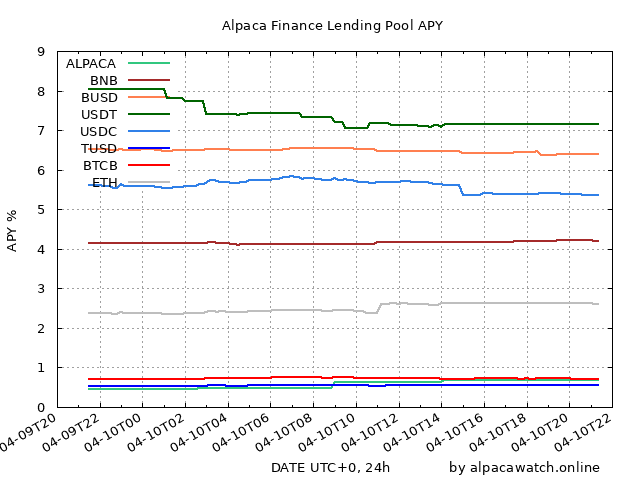 Alpaca Finance Lending Pool APY
9
8
7
6
5
4
3
2
1
0
APY %
ALPACA
BNB
BUSD
USDT
USDC
TUSD
BTCB
ETH
04-09T20
04-09T22
04-10T00
04-10T02
04-10T04
04-10T06
04-10T08
04-10T10
04-10T12
04-10T14
04-10T16
04-10T18
04-10T20
04-10T22
DATE UTC+0, 24h
by alpacawatch.online